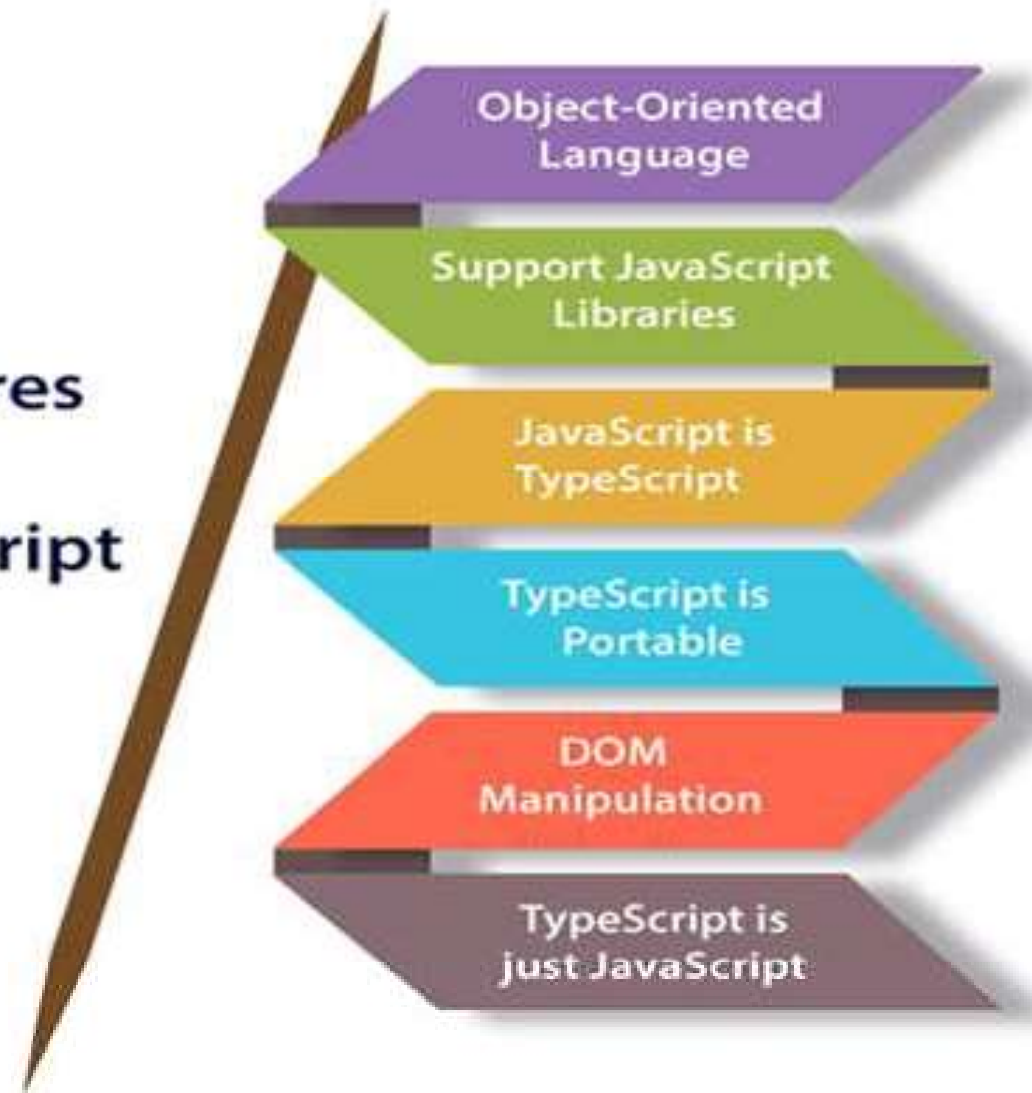 res
ript
Object-Oriented
Language
Support JavaScript
Libraries
JavaScript is
TypeScript
TypeScript is
Portable
DOM
Manipulation
TypeScript is
just JavaScript